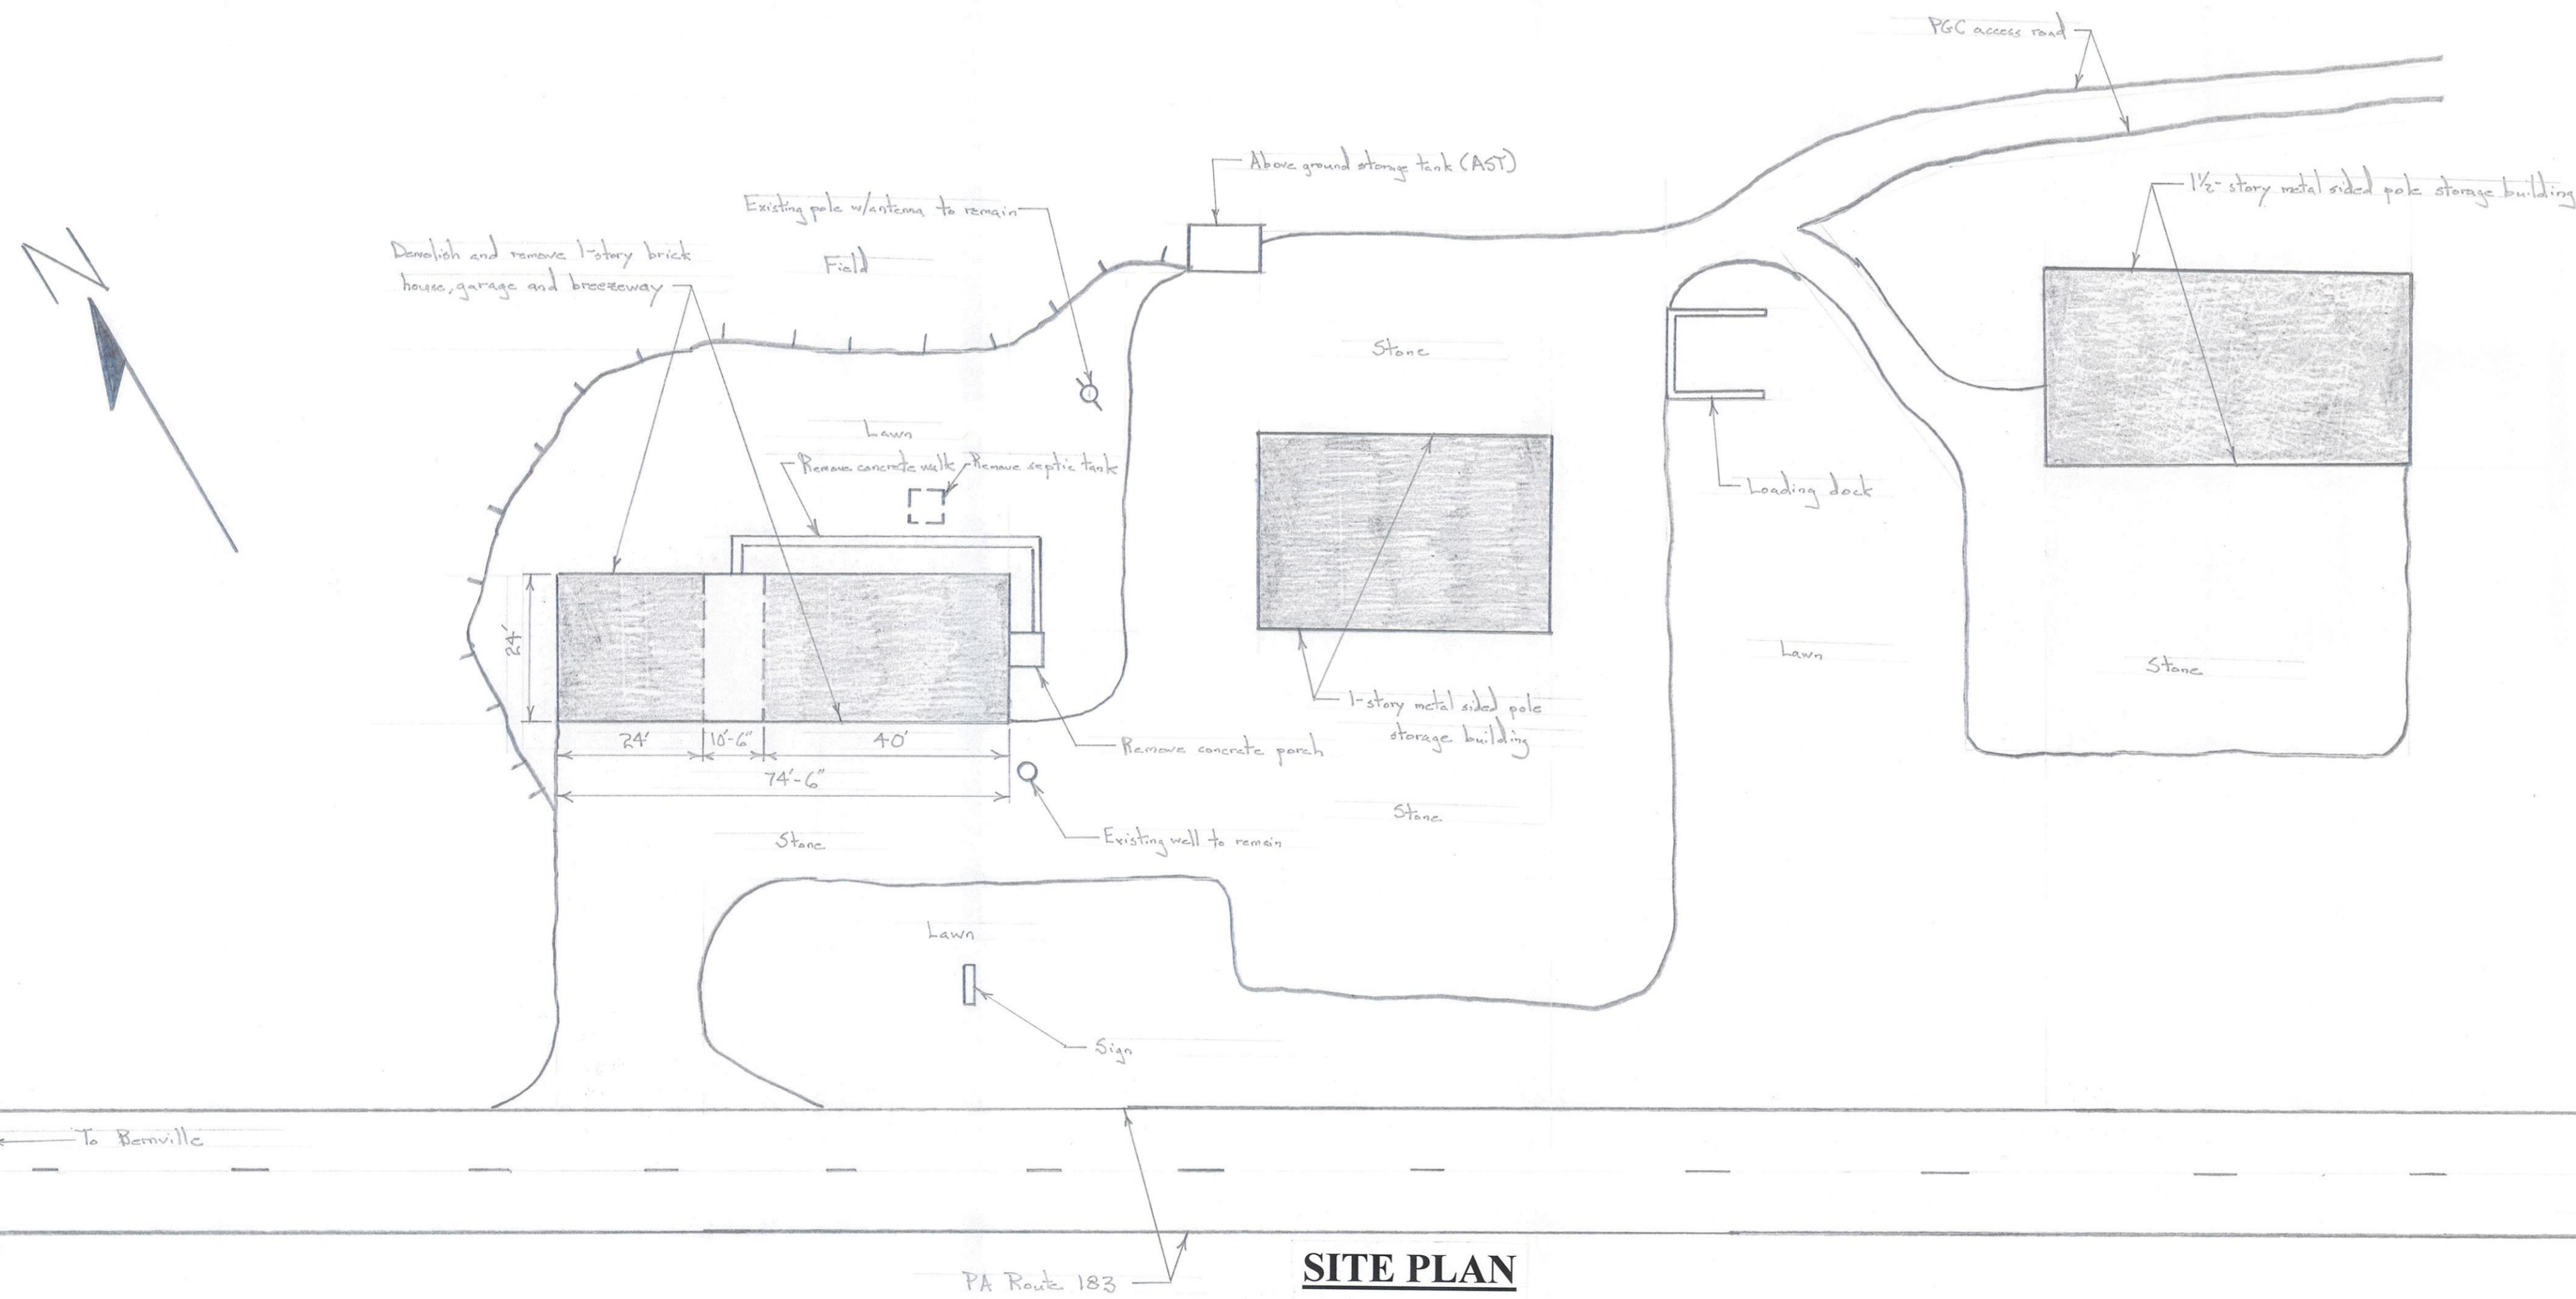 PGC access road
Above ground storage tank (AST)
1½-story metal sided pole storage building
Existing pole w/antenna to remain
N
Demolish and remove 1-story brick
house, garage and breezeway
Field
Stone
Lawn
Remove concrete walk
Remove septic tank
Loading dock
24'
Lawn
Stone
1-story metal sided pole
storage building
24'
10'-6"
40'
Remove concrete porch
74'-6"
Stone
Existing well to remain
Stone
Lawn
Sign
To Bernville
PA Route 183
SITE PLAN